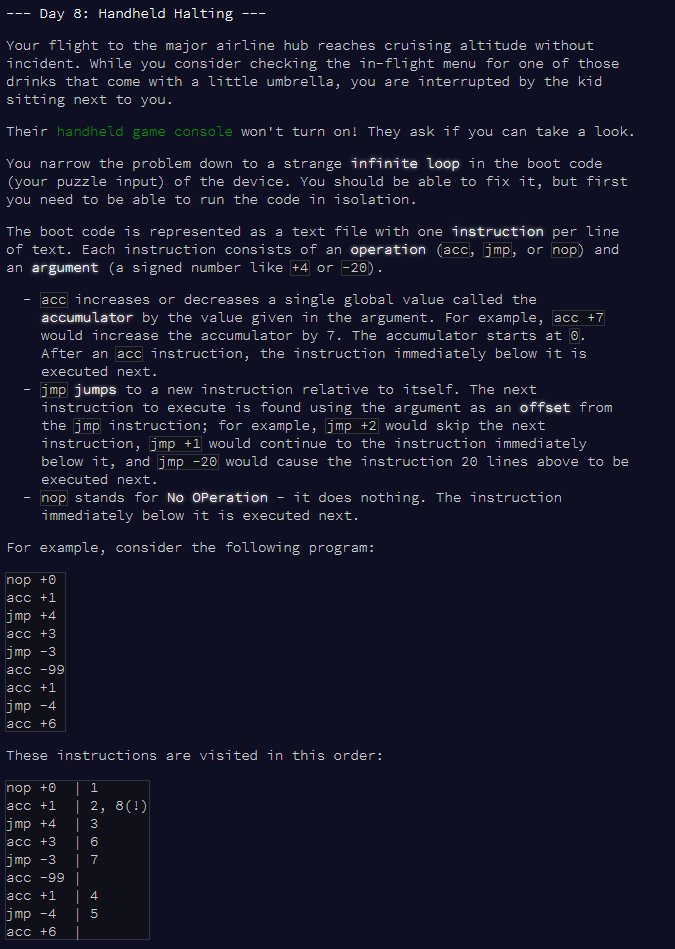 --- Day 8: Handheld Halting ---
Your flight to the major airline hub reaches cruising altitude without
incident. While you consider checking the in-flight menu for one of those
drinks that come with a little umbrella, you are interrupted by the kid
sitting next to you.
Their handheld game console won't turn on! They ask if you can take a look.
You narrow the problem down to a strange infinite loop in the boot code
(your puzzle input) of the device. You should be able to fix it, but first
you need to be able to run the code in isolation.
The boot code is represented as a text file with one instruction per line
of text. Each instruction consists of an operation (acc, jmp, or nop) and
an argument (a signed number like +4 or -20).
- acc increases or decreases a single global value called the
accumulator by the value given in the argument. For example, acc +7
would increase the accumulator by 7. The accumulator starts at 0.
After an acc instruction, the instruction immediately below it is
executed next.
- jmp jumps to a new instruction relative to itself. The next
instruction to execute is found using the argument as an offset from
the jmp instruction; for example, jmp +2 would skip the next
instruction, jmp +1 would continue to the instruction immediately
below it, and jmp -20 would cause the instruction 20 lines above to be
executed next.
- nop stands for No OPeration - it does nothing. The instruction
immediately below it is executed next.
For example, consider the following program:
nop +0
acc +1
jmp +4
acc +3
jmp -3
acc -99
acc +1
jmp -4
acc +6
These instructions are visited in this order:
nop +0 | 1
acc +1 | 2, 8(!)
jmp +4 | 3
acc +3 | 6
jmp -3 | 7
acc -99 |
acc +1 | 4
jmp -4 | 5
acc +6 |